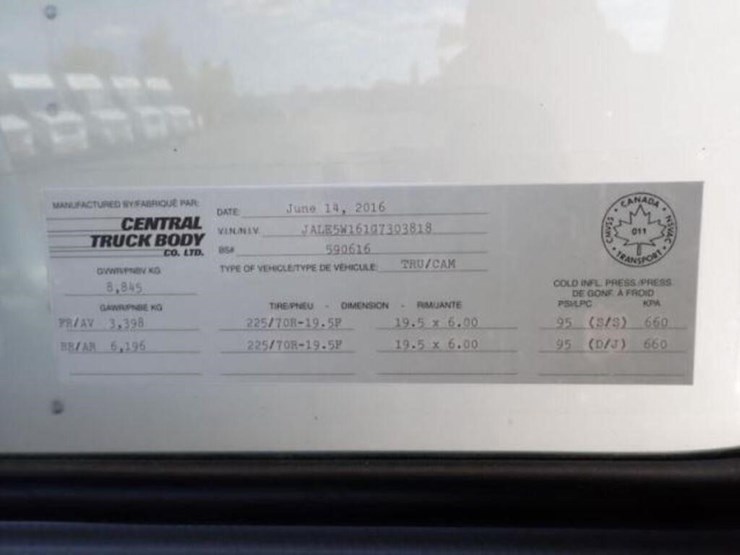 MANUFACTURED BY/FABRIQUÉ PAR:
CENTRAL
TRUCK BODY
CO. LTD.
DATE: June 14, 2016
V.I.N./N.I.V. JALE5W161G7303818
BS# 590616
TYPE OF VEHICLE/TYPE DE VÉHICULE: TRU/CAM
CANADA
CMVSS
NSVAC
011
TRANSPORT
GVWR/PNBV KG
8,845
COLD INFL. PRESS./PRESS.
DE GONF. À FROID
GAWR/PNBE KG TIRE/PNEU - DIMENSION - RIM/JANTE PSI/LPC KPA
FR/AV 3,398 225/70R-19.5F 19.5 x 6.00 95 (S/S) 660
RR/AR 6,196 225/70R-19.5F 19.5 x 6.00 95 (D/J) 660